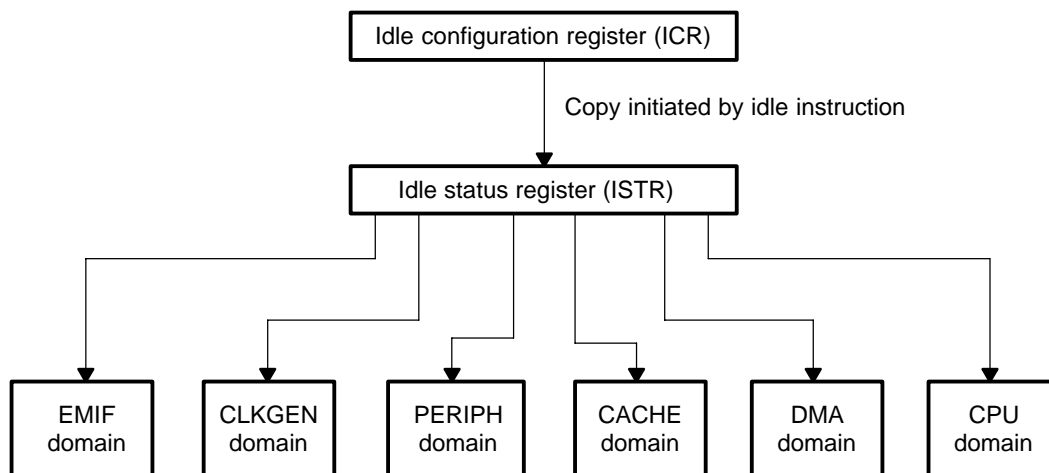 Idle configuration register (ICR)
Copy initiated by idle instruction
Idle status register (ISTR)
EMIF
domain
CLKGEN
domain
PERIPH
domain
CACHE
domain
DMA
domain
CPU
domain